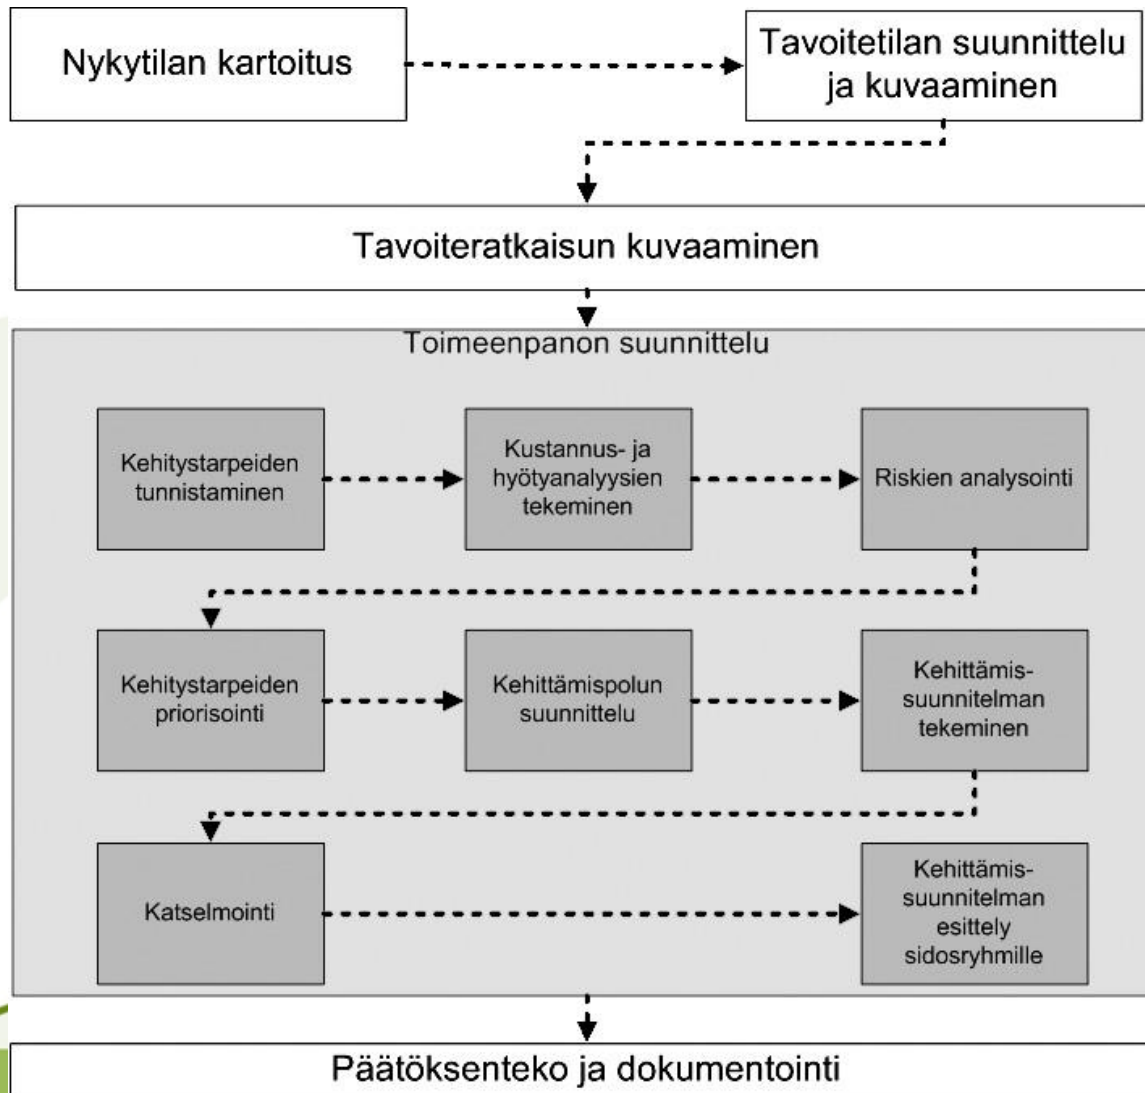 Nykytilan kartoitus
Tavoitetilan suunnittelu
ja kuvaaminen
Tavoiteratkaisun kuvaaminen
Toimeenpanon suunnittelu
Kehitystarpeiden
tunnistaminen
Kustannus- ja
hyötyanalyysien
tekeminen
Riskien analysointi
Kehitystarpeiden
priorisointi
Kehittämispolun
suunnittelu
Kehittämis-
suunnitelman
tekeminen
Katselmointi
Kehittämis-
suunnitelman
esittely
sidosryhmille
Päätöksenteko ja dokumentointi